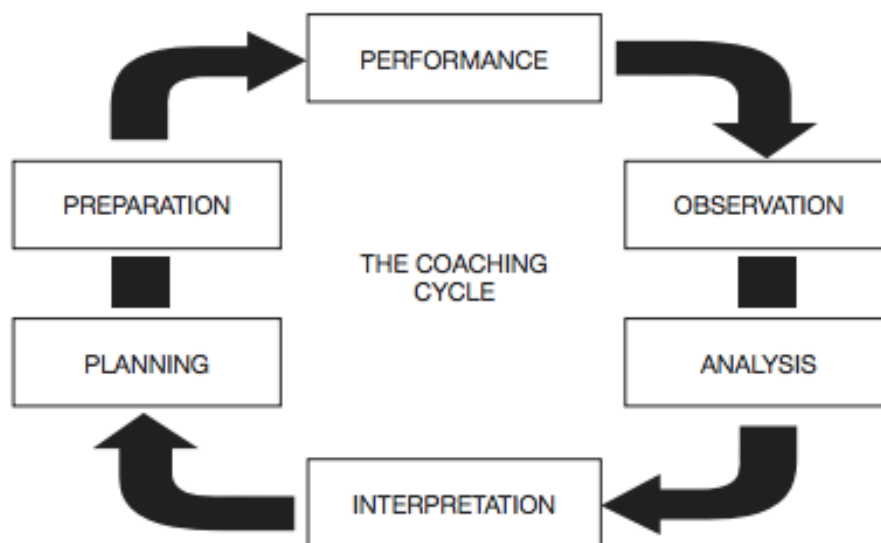 PERFORMANCE
PREPARATION
OBSERVATION
THE COACHING
CYCLE
PLANNING
ANALYSIS
INTERPRETATION